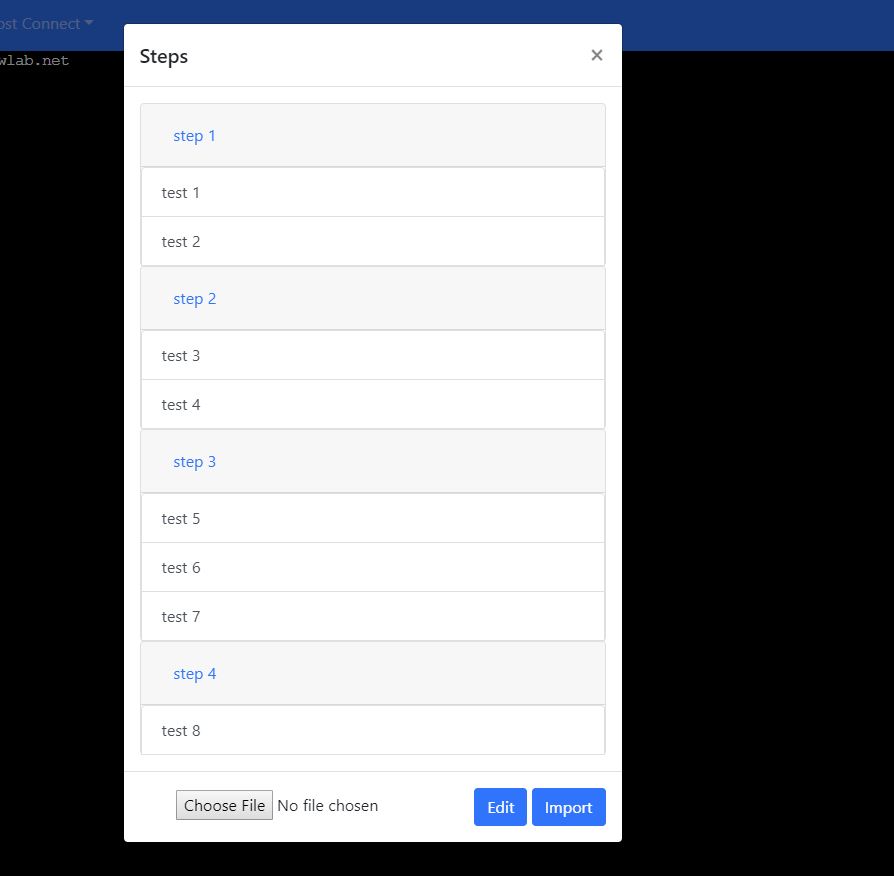 ost Connect
wlab.net
Steps
×
step 1
test 1
test 2
step 2
test 3
test 4
step 3
test 5
test 6
test 7
step 4
test 8
Choose File No file chosen Edit Import